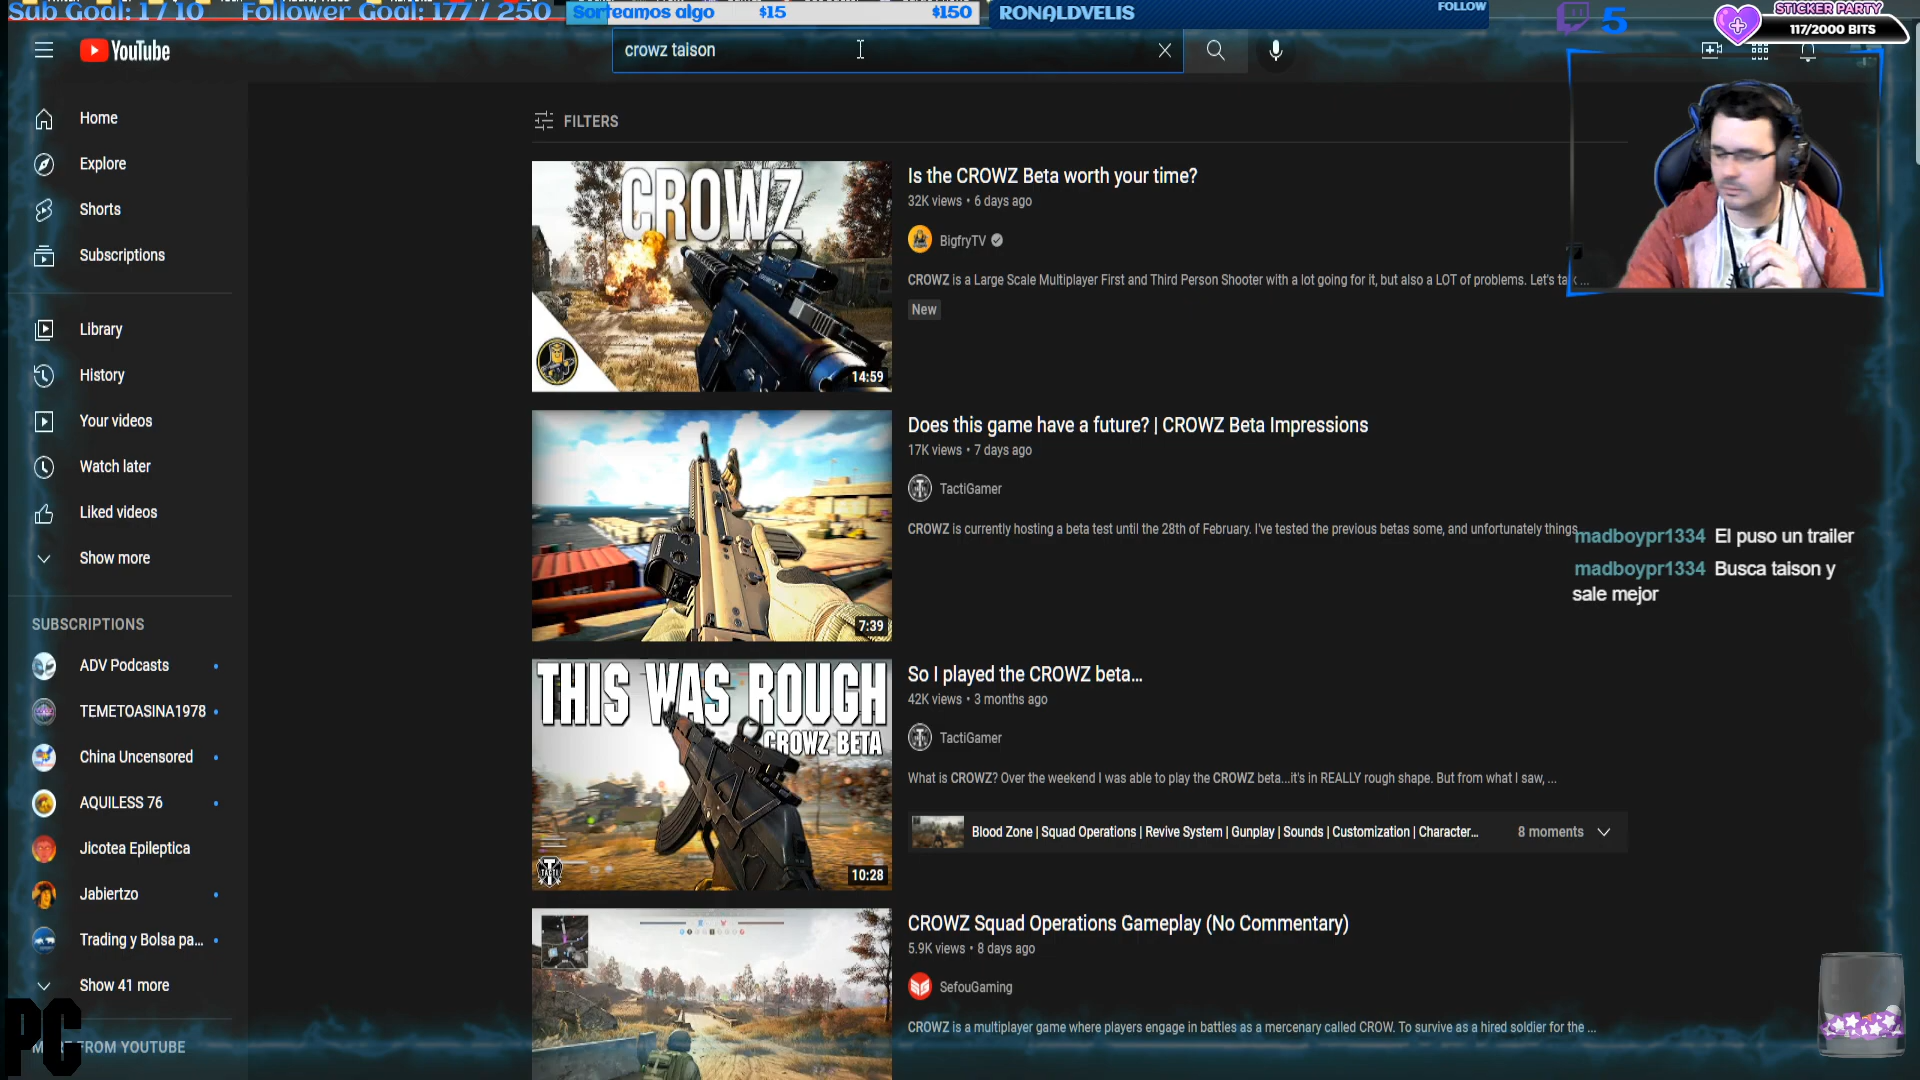 Sub Goal: 1 / 10
Follower Goal: 177 / 250
Sorteamos algo $15 $150
RONALDVELIS
FOLLOW
5
STICKER PARTY
117/2000 BITS
YouTube
crowz taison
Home
Explore
Shorts
Subscriptions
Library
History
Your videos
Watch later
Liked videos
Show more
SUBSCRIPTIONS
ADV Podcasts
TEMETOASINA1978
China Uncensored
AQUILESS 76
Jicotea Epileptica
Jabiertzo
Trading y Bolsa pa...
Show 41 more
FROM YOUTUBE
PC
FILTERS
CROWZ
14:59
Is the CROWZ Beta worth your time?
32K views • 6 days ago
BigfryTV
CROWZ is a Large Scale Multiplayer First and Third Person Shooter with a lot going for it, but also a LOT of problems. Let's ta ...
New
7:39
Does this game have a future? | CROWZ Beta Impressions
17K views • 7 days ago
TactiGamer
CROWZ is currently hosting a beta test until the 28th of February. I've tested the previous betas some, and unfortunately things
THIS WAS ROUGH
CROWZ BETA
TACTI
10:28
So I played the CROWZ beta...
42K views • 3 months ago
TactiGamer
What is CROWZ? Over the weekend I was able to play the CROWZ beta...it's in REALLY rough shape. But from what I saw, ...
Blood Zone | Squad Operations | Revive System | Gunplay | Sounds | Customization | Character...
8 moments
CROWZ Squad Operations Gameplay (No Commentary)
5.9K views • 8 days ago
SefouGaming
CROWZ is a multiplayer game where players engage in battles as a mercenary called CROW. To survive as a hired soldier for the ...
madboypr1334 El puso un trailer
madboypr1334 Busca taison y
sale mejor